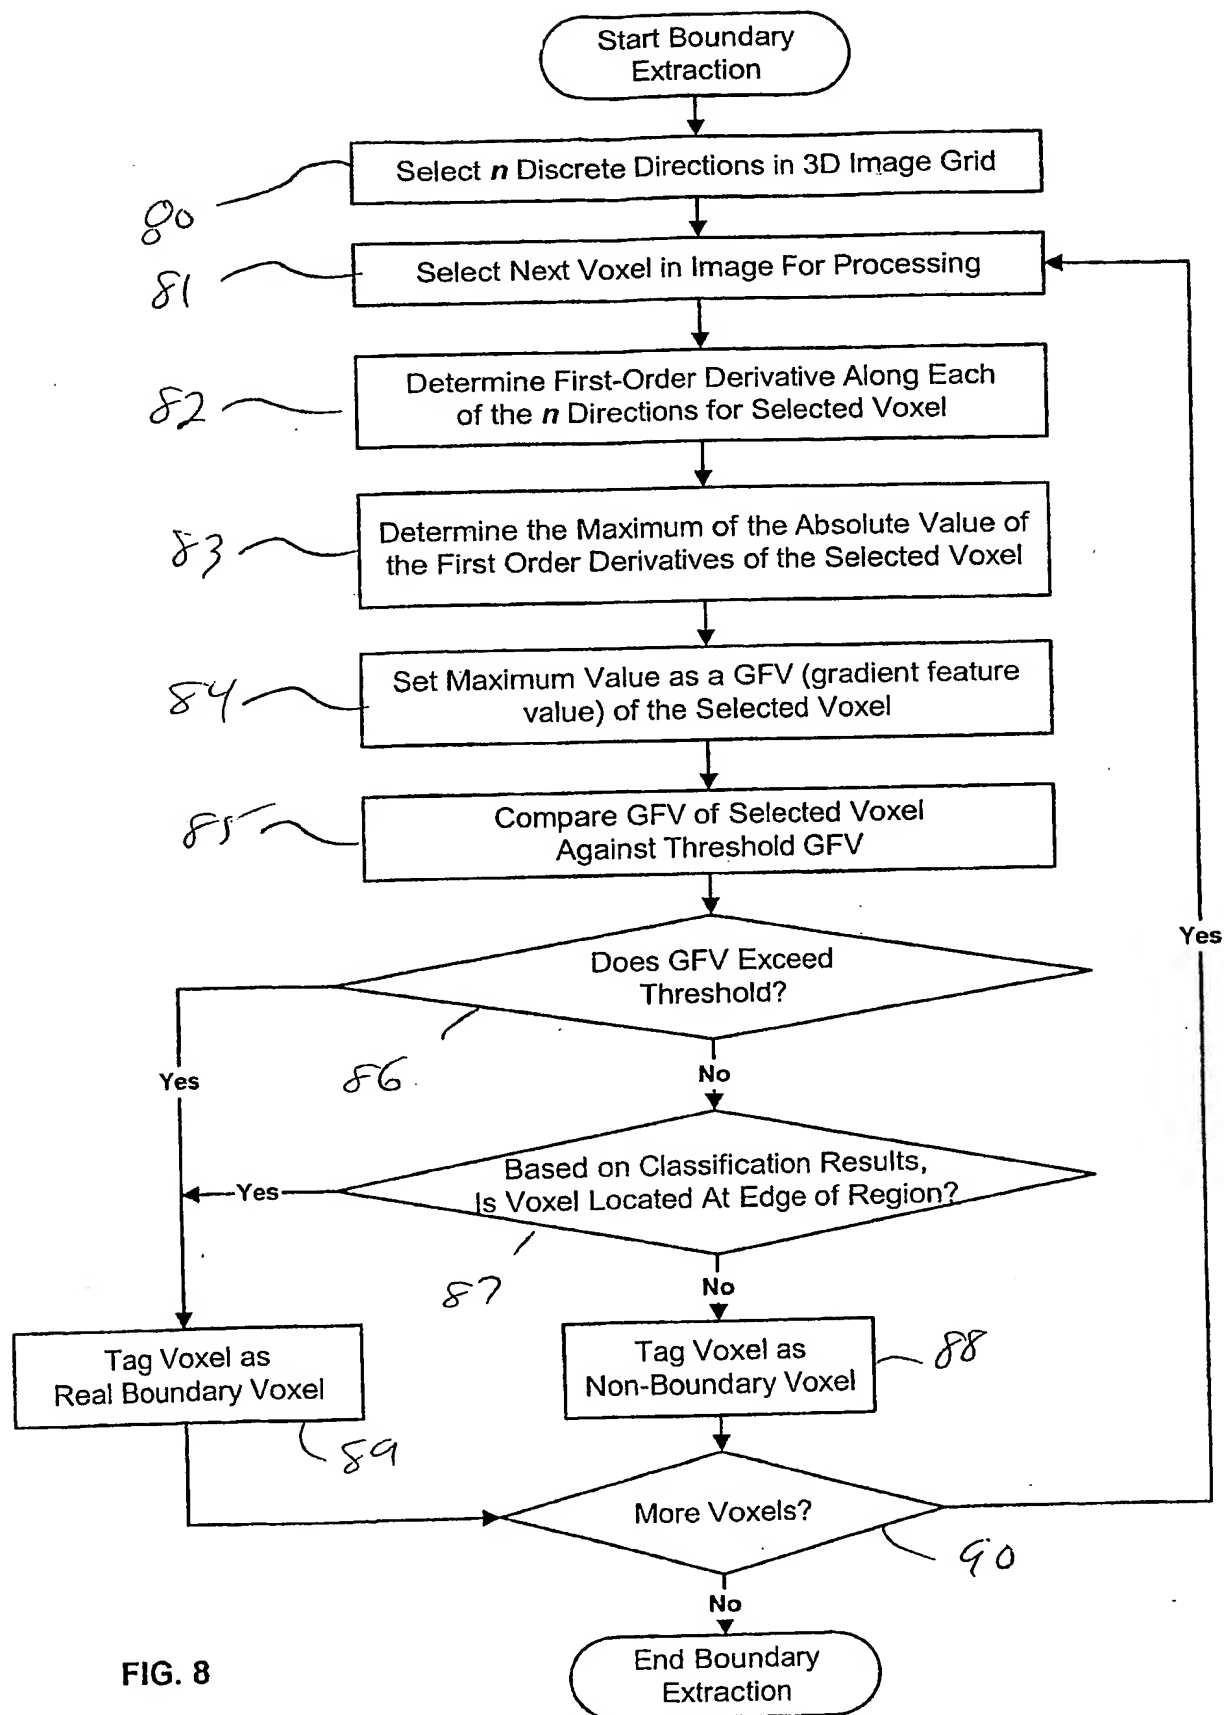 Start Boundary
Extraction
Select n Discrete Directions in 3D Image Grid
80
Select Next Voxel in Image For Processing
81
Determine First-Order Derivative Along Each
of the n Directions for Selected Voxel
82
Determine the Maximum of the Absolute Value of
the First Order Derivatives of the Selected Voxel
83
Set Maximum Value as a GFV (gradient feature
value) of the Selected Voxel
84
Compare GFV of Selected Voxel
Against Threshold GFV
85
Yes
Does GFV Exceed
Threshold?
86
Yes
No
Based on Classification Results,
Is Voxel Located At Edge of Region?
Yes
87
No
Tag Voxel as
Real Boundary Voxel
89
Tag Voxel as
Non-Boundary Voxel
88
More Voxels?
90
No
End Boundary
Extraction
FIG. 8